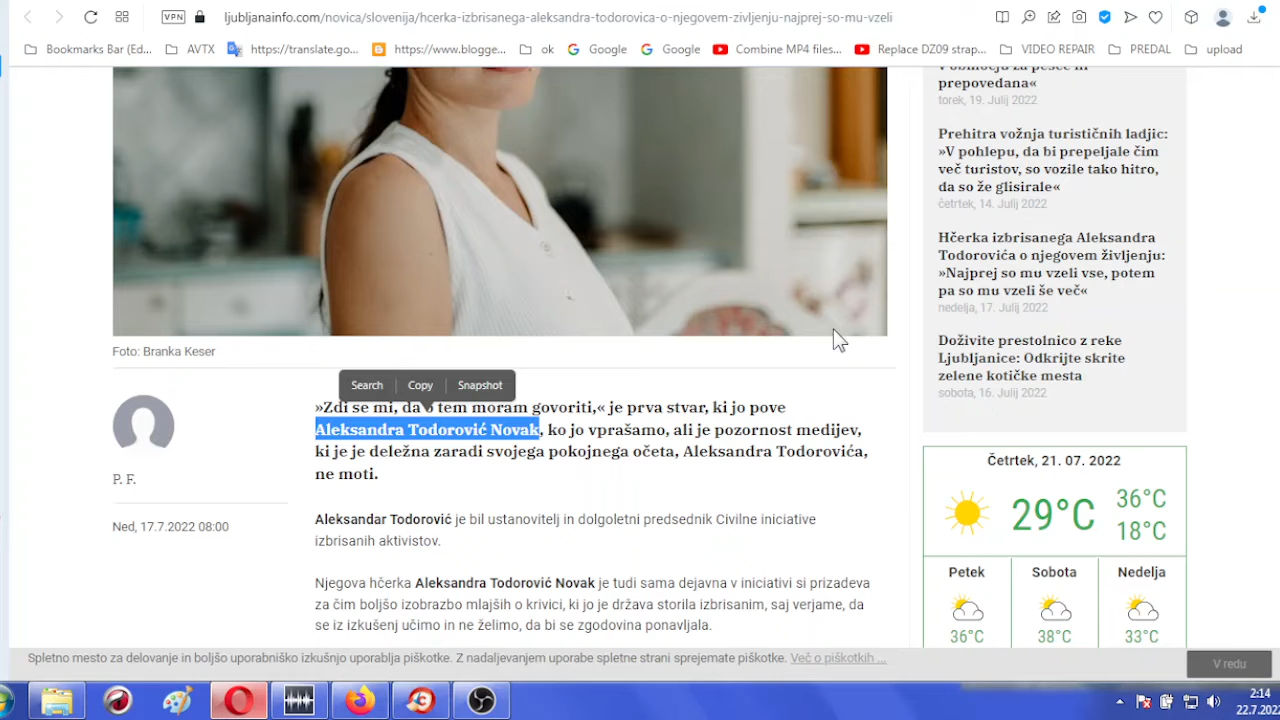 VPN
ljubljanainfo.com/novica/slovenija/hcerka-izbrisanega-aleksandra-todorovica-o-njegovem-zivljenju-najprej-so-mu-vzeli
Bookmarks Bar (Ed...
AVTX
https://translate.go...
https://www.blogge...
ok
Google
Google
Combine MP4 files...
Replace DZ09 strap...
VIDEO REPAIR
PREDAL
upload
Foto: Branka Keser
Search
Copy
Snapshot
»Zdi se mi, da o tem moram govoriti,« je prva stvar, ki jo pove
Aleksandra Todorović Novak, ko jo vprašamo, ali je pozornost medijev,
ki je je deležna zaradi svojega pokojnega očeta, Aleksandra Todorovića,
ne moti.
P. F.
Ned, 17.7.2022 08:00
Aleksandar Todorović je bil ustanovitelj in dolgoletni predsednik Civilne iniciative
izbrisanih aktivistov.
Njegova hčerka Aleksandra Todorović Novak je tudi sama dejavna v iniciativi si prizadeva
za čim boljšo izobrazbo mlajših o krivici, ki jo je država storila izbrisanim, saj verjame, da
se iz izkušenj učimo in ne želimo, da bi se zgodovina ponavljala.
v območju za pešce in
prepovedana«
torek, 19. Julij 2022
Prehitra vožnja turističnih ladjic:
»V pohlepu, da bi prepeljale čim
več turistov, so vozile tako hitro,
da so že glisirale«
četrtek, 14. Julij 2022
Hčerka izbrisanega Aleksandra
Todorovića o njegovem življenju:
»Najprej so mu vzeli vse, potem
pa so mu vzeli še več«
nedelja, 17. Julij 2022
Doživite prestolnico z reke
Ljubljanice: Odkrijte skrite
zelene kotičke mesta
sobota, 16. Julij 2022
Četrtek, 21. 07. 2022
29°C
36°C
18°C
Petek
Sobota
Nedelja
36°C
38°C
33°C
Spletno mesto za delovanje in boljšo uporabniško izkušnjo uporablja piškotke. Z nadaljevanjem uporabe spletne strani sprejemate piškotke. Več o piškotkih ...
V redu
2:14
22.7.202